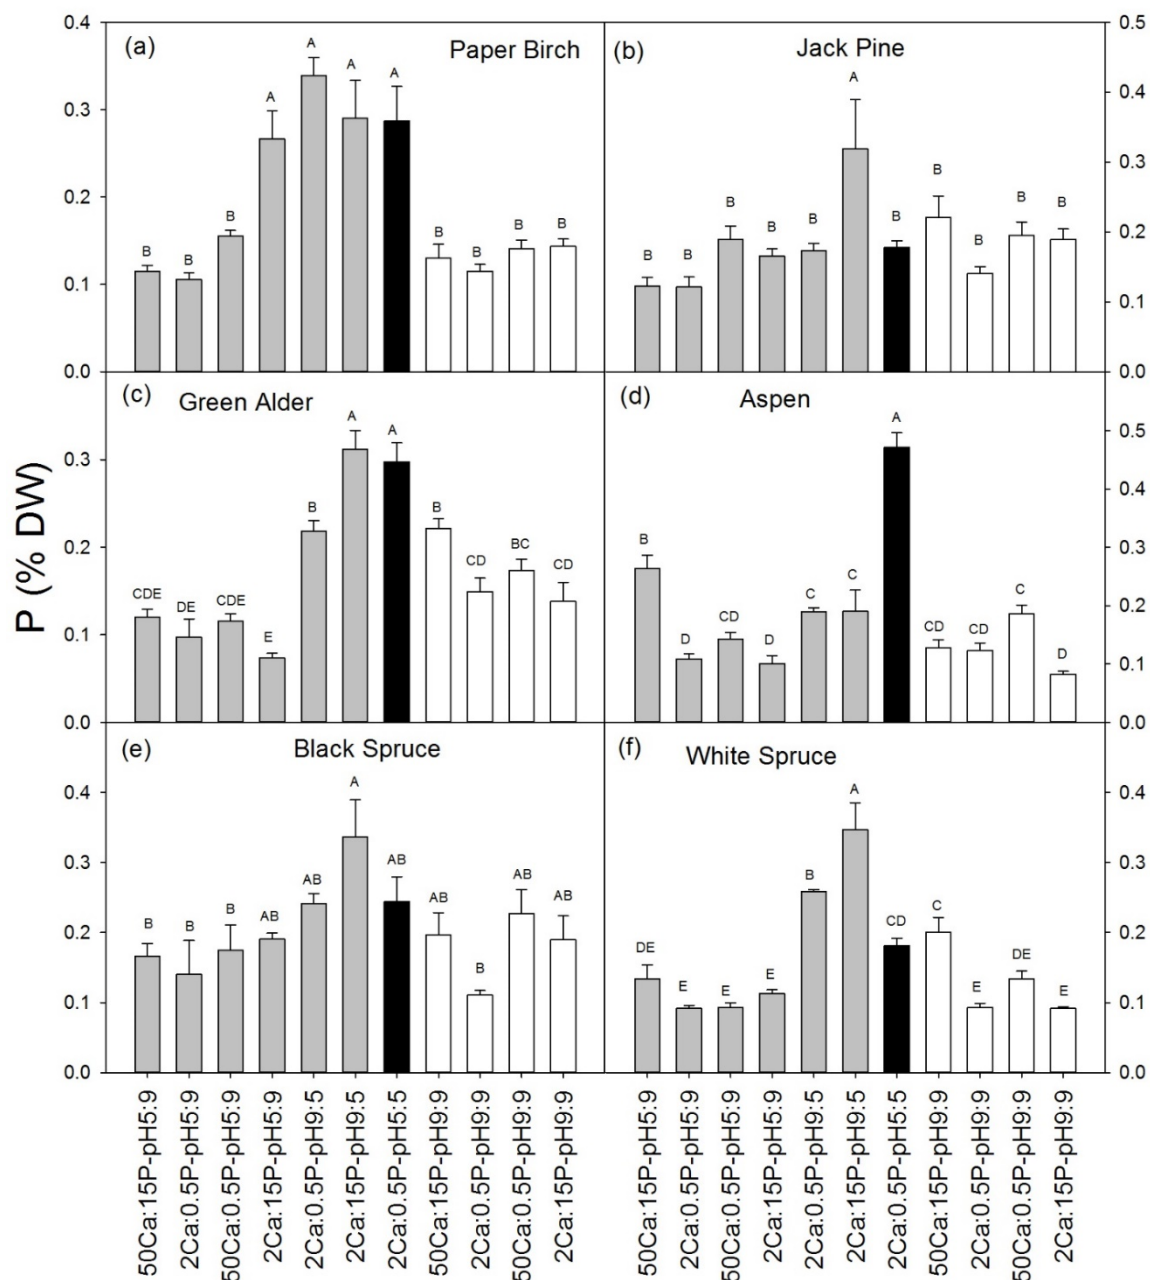 P (% DW)
(a) Paper Birch
0.4
0.3
0.2
0.1
0.0
B B B A A A A B B B B
(b) Jack Pine
0.5
0.4
0.3
0.2
0.1
0.0
B B B B B A B B B B B
(c) Green Alder
0.3
0.2
0.1
0.0
CDE DE CDE E B A A B CD BC CD
(d) Aspen
0.5
0.4
0.3
0.2
0.1
0.0
B D CD D C C A CD CD C D
(e) Black Spruce
0.4
0.3
0.2
0.1
0.0
B B B AB AB A AB AB B AB AB
(f) White Spruce
0.4
0.3
0.2
0.1
0.0
DE E E E B A CD C E DE E
50Ca:15P-pH5:9
2Ca:0.5P-pH5:9
50Ca:0.5P-pH5:9
2Ca:15P-pH5:9
2Ca:0.5P-pH9:5
2Ca:15P-pH9:5
2Ca:0.5P-pH5:5
50Ca:15P-pH9:9
2Ca:0.5P-pH9:9
50Ca:0.5P-pH9:9
2Ca:15P-pH9:9
50Ca:15P-pH5:9
2Ca:0.5P-pH5:9
50Ca:0.5P-pH5:9
2Ca:15P-pH5:9
2Ca:0.5P-pH9:5
2Ca:15P-pH9:5
2Ca:0.5P-pH5:5
50Ca:15P-pH9:9
2Ca:0.5P-pH9:9
50Ca:0.5P-pH9:9
2Ca:15P-pH9:9